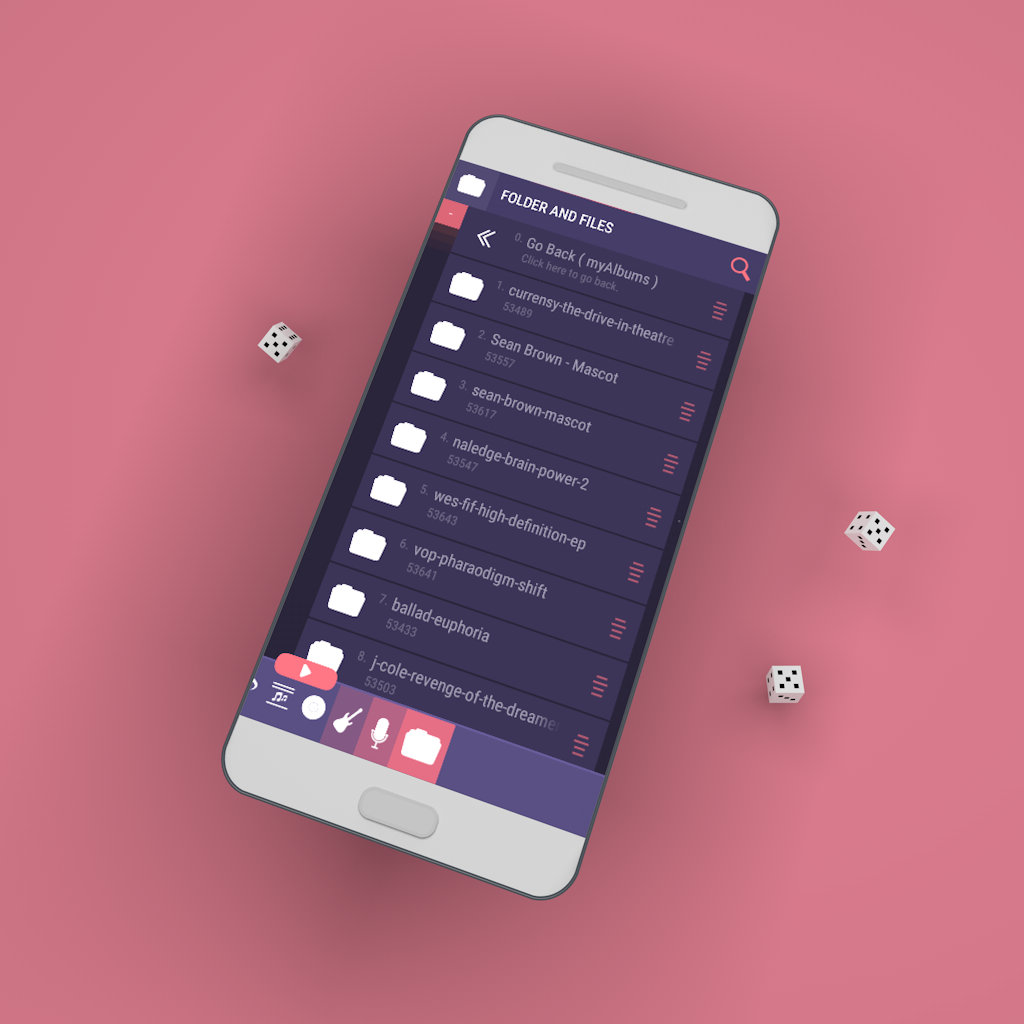 FOLDER AND FILES
-
0. Go Back ( myAlbums )
Click here to go back.
1. currensy-the-drive-in-theatre
53489
2. Sean Brown - Mascot
53557
3. sean-brown-mascot
53617
4. naledge-brain-power-2
53547
5. wes-fif-high-definition-ep
53643
6. vop-pharaodigm-shift
53641
7. ballad-euphoria
53433
8. j-cole-revenge-of-the-dreame
53503